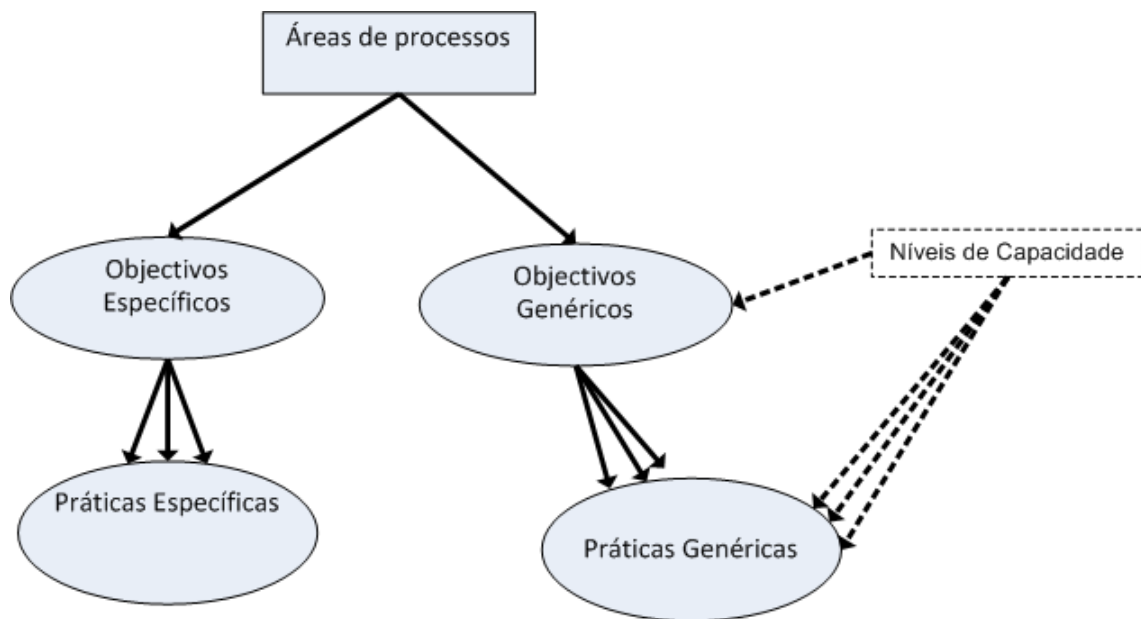 Áreas de processos
Objectivos
Específicos
Objectivos
Genéricos
Níveis de Capacidade
Práticas Específicas
Práticas Genéricas